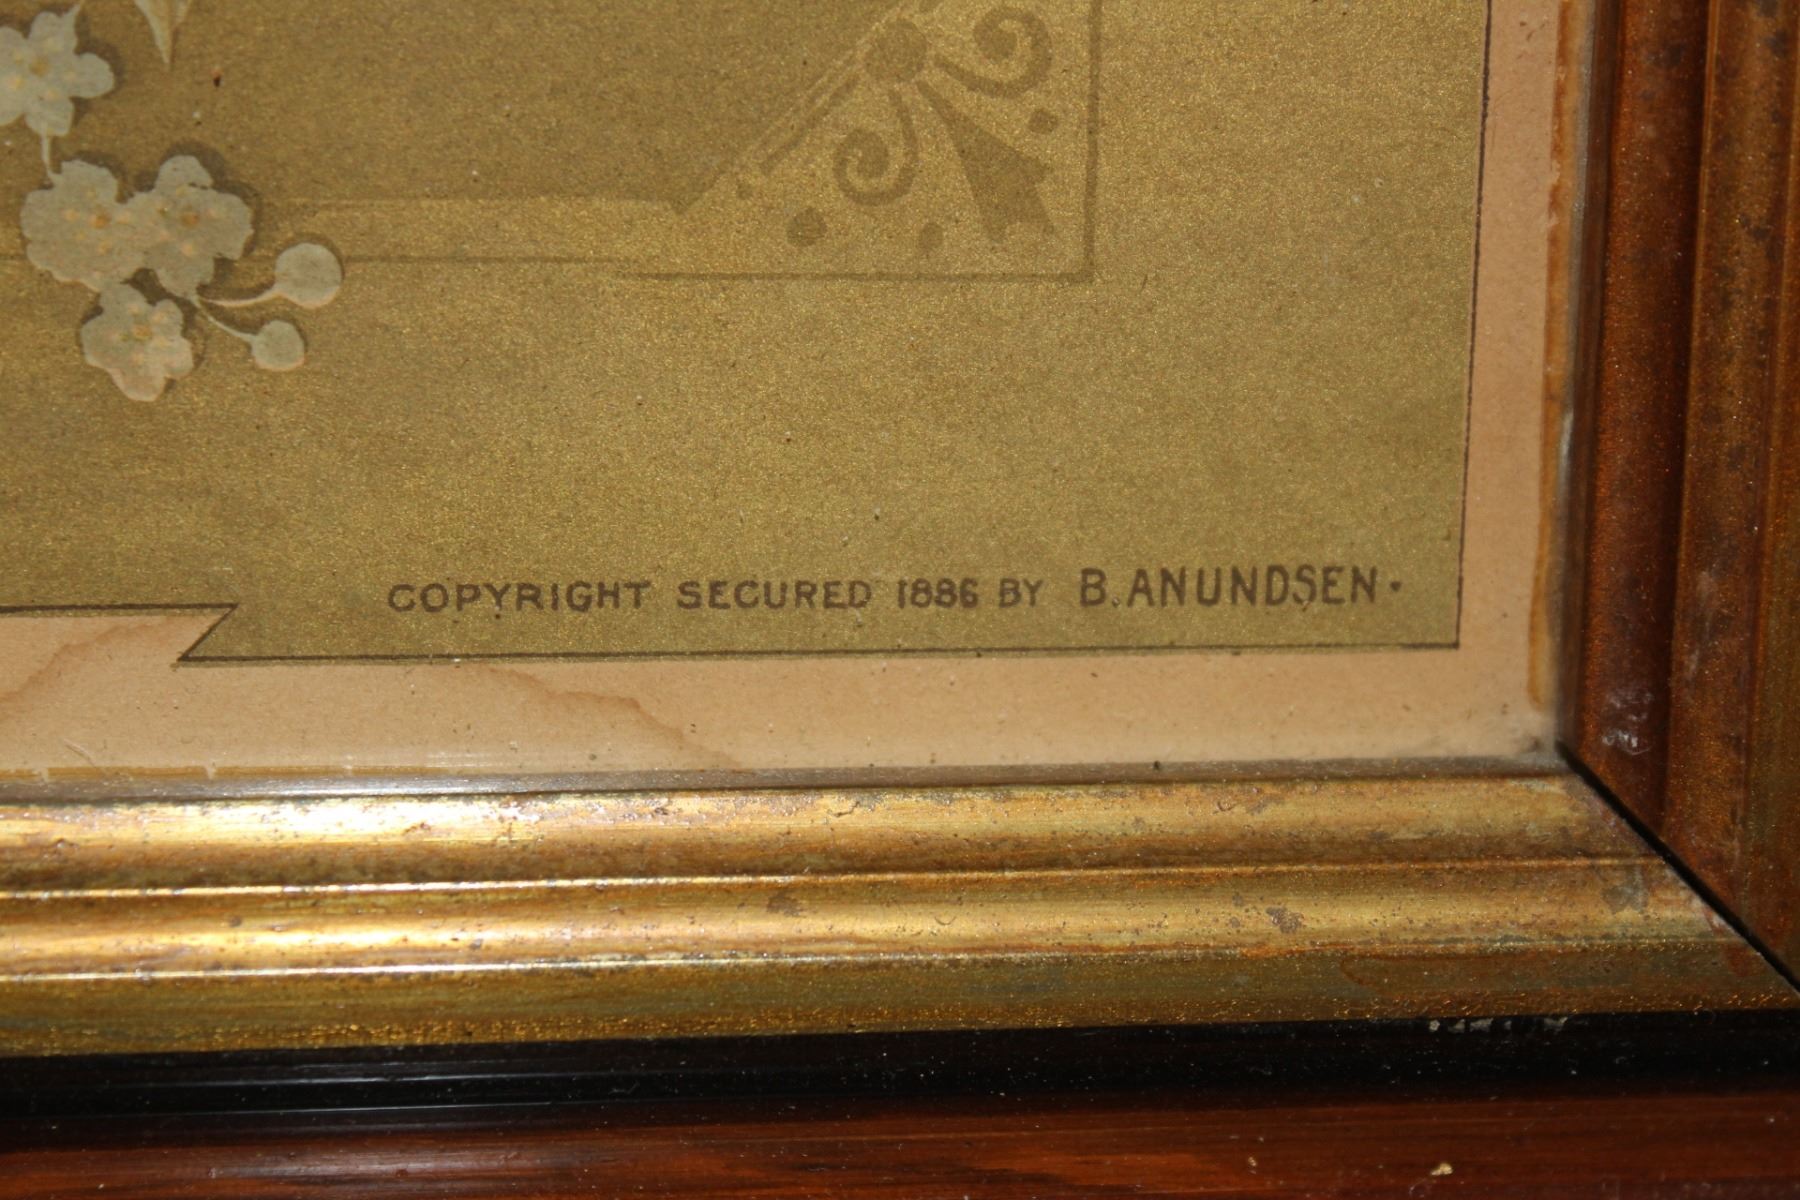 COPYRIGHT SECURED 1886 BY B. ANUNDSEN.